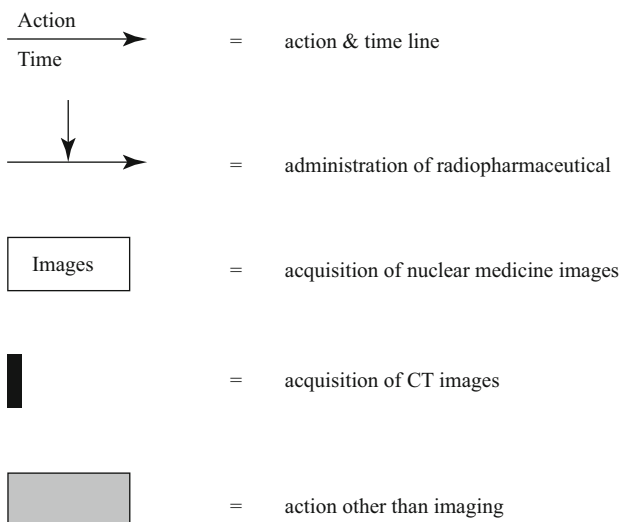 Action
Time
= action & time line
= administration of radiopharmaceutical
Images = acquisition of nuclear medicine images
= acquisition of CT images
= action other than imaging